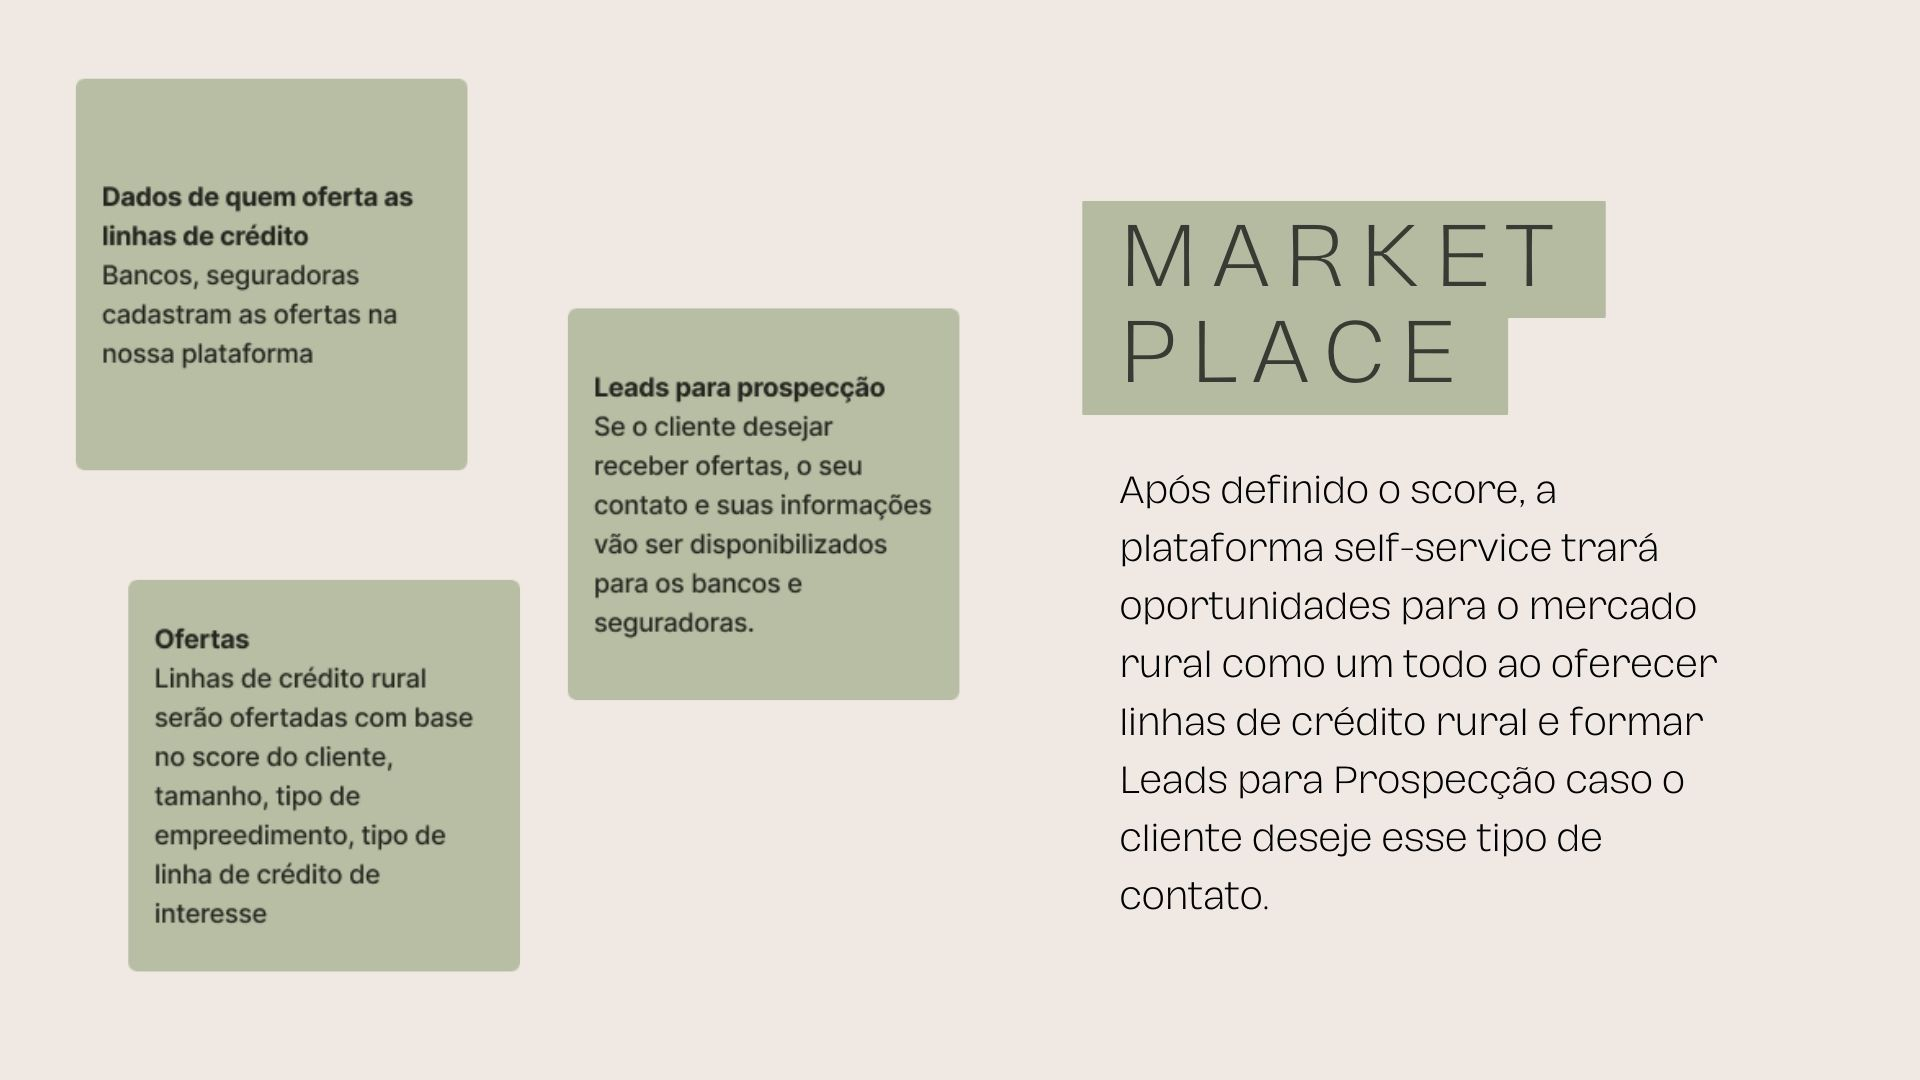 Dados de quem oferta as
linhas de crédito
Bancos, seguradoras
cadastram as ofertas na
nossa plataforma
Leads para prospecção
Se o cliente desejar
receber ofertas, o seu
contato e suas informações
vão ser disponibilizados
para os bancos e
seguradoras.
Ofertas
Linhas de crédito rural
serão ofertadas com base
no score do cliente,
tamanho, tipo de
empreedimento, tipo de
linha de crédito de
interesse
MARKET
PLACE
Após definido o score, a
plataforma self-service trará
oportunidades para o mercado
rural como um todo ao oferecer
linhas de crédito rural e formar
Leads para Prospecção caso o
cliente deseje esse tipo de
contato.